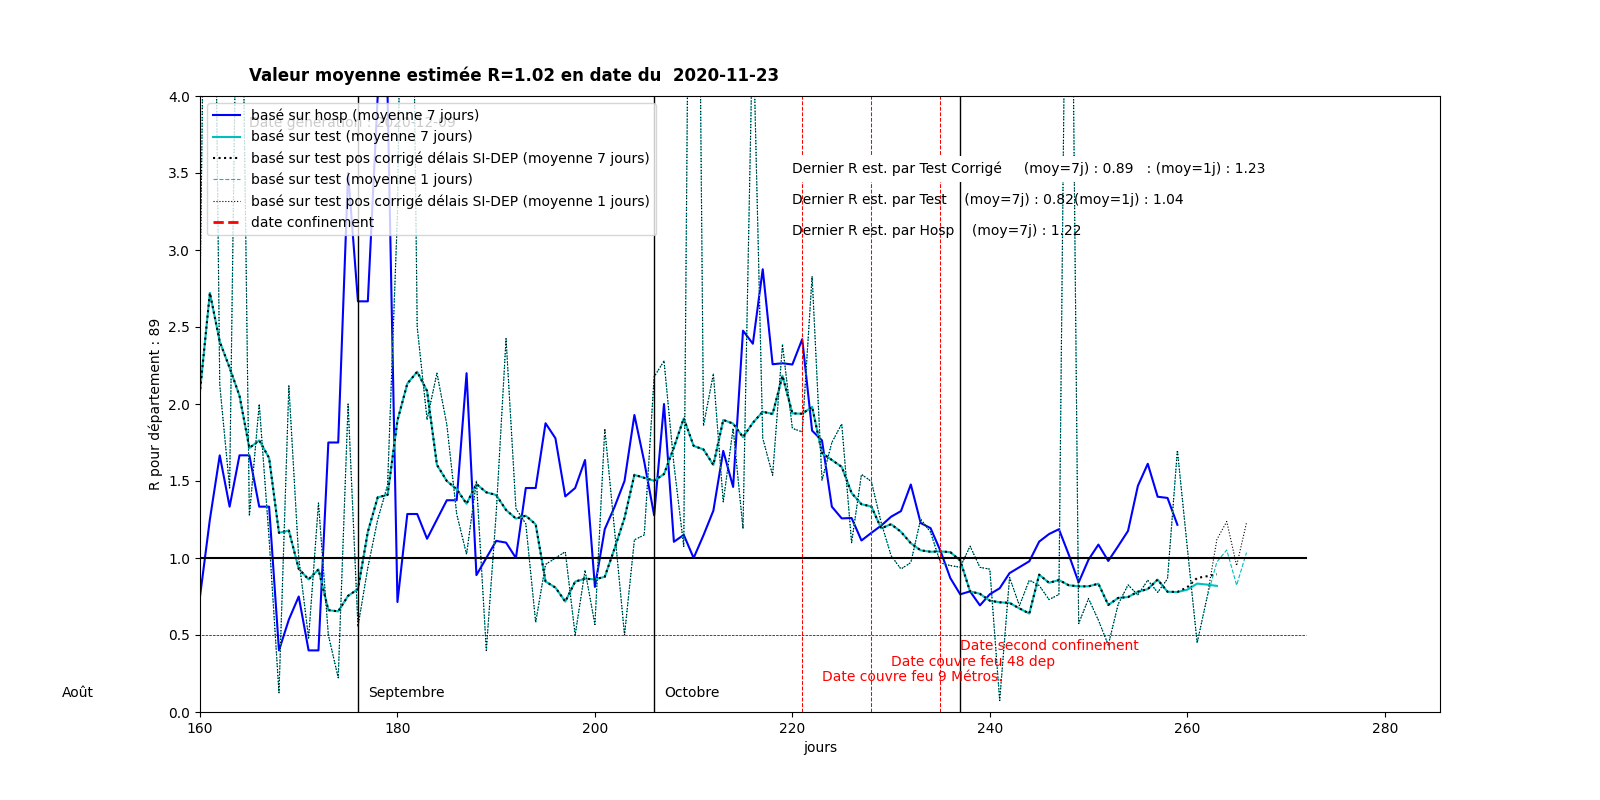 Valeur moyenne estimée R=1.02 en date du  2020-11-23
Date génération : 2020-12-09
basé sur hosp (moyenne 7 jours)
basé sur test (moyenne 7 jours)
basé sur test pos corrigé délais SI-DEP (moyenne 7 jours)
basé sur test (moyenne 1 jours)
basé sur test pos corrigé délais SI-DEP (moyenne 1 jours)
date confinement
Dernier R est. par Test Corrigé     (moy=7j) : 0.89   : (moy=1j) : 1.23
Dernier R est. par Test    (moy=7j) : 0.82(moy=1j) : 1.04
Dernier R est. par Hosp    (moy=7j) : 1.22
R pour département : 89
4.0
3.5
3.0
2.5
2.0
1.5
1.0
0.5
0.0
Date second confinement
Date couvre feu 48 dep
Date couvre feu 9 Métros
Août
Septembre
Octobre
160
180
200
220
240
260
280
jours